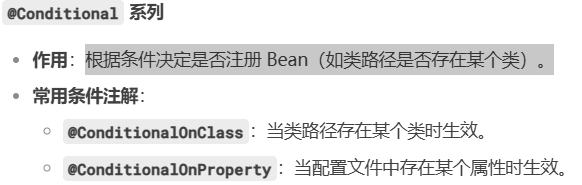 @Conditional 系列
作用：根据条件决定是否注册 Bean（如类路径是否存在某个类）。
常用条件注解：
@ConditionalOnClass：当类路径存在某个类时生效。
@ConditionalOnProperty：当配置文件中存在某个属性时生效。